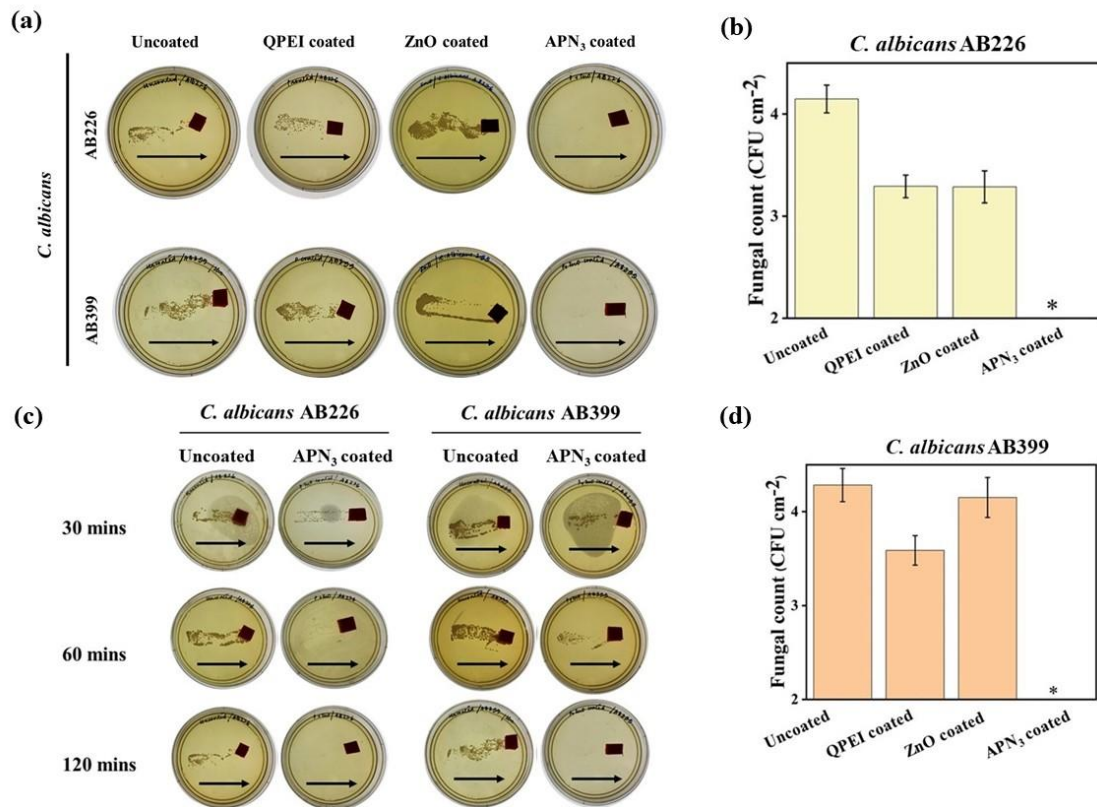 (a)
Uncoated QPEI coated ZnO coated APN₃ coated
C. albicans
AB226
AB399
(b)
C. albicans AB226
Fungal count (CFU cm⁻²)
4
3
2
*
Uncoated QPEI coated ZnO coated APN₃ coated
(c)
C. albicans AB226 C. albicans AB399
Uncoated APN₃ coated Uncoated APN₃ coated
30 mins
60 mins
120 mins
(d)
C. albicans AB399
Fungal count (CFU cm⁻²)
4
3
2
*
Uncoated QPEI coated ZnO coated APN₃ coated